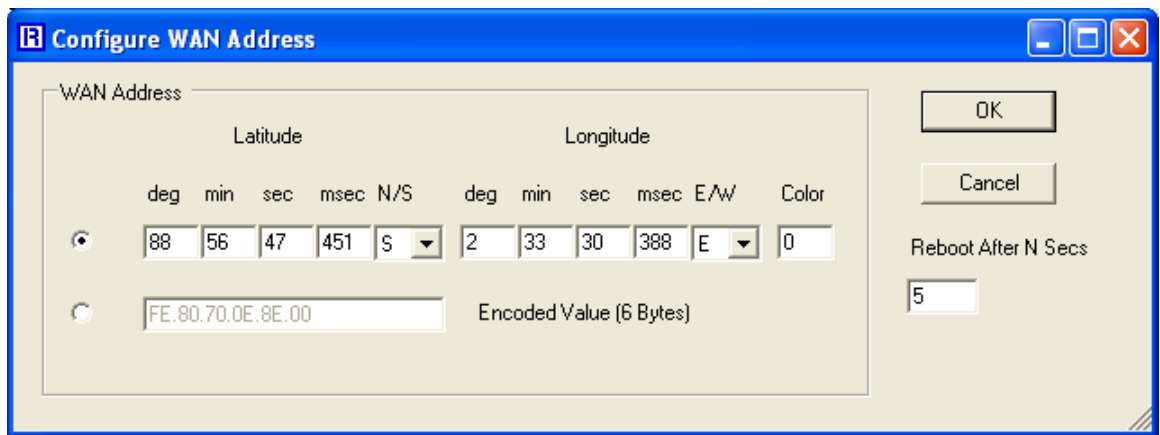 Configure WAN Address
WAN Address
OK
Latitude Longitude
Cancel
deg min sec msec N/S deg min sec msec E/W Color
88 56 47 451 S 2 33 30 388 E 0
Reboot After N Secs
5
FE.80.70.0E.8E.00 Encoded Value (6 Bytes)